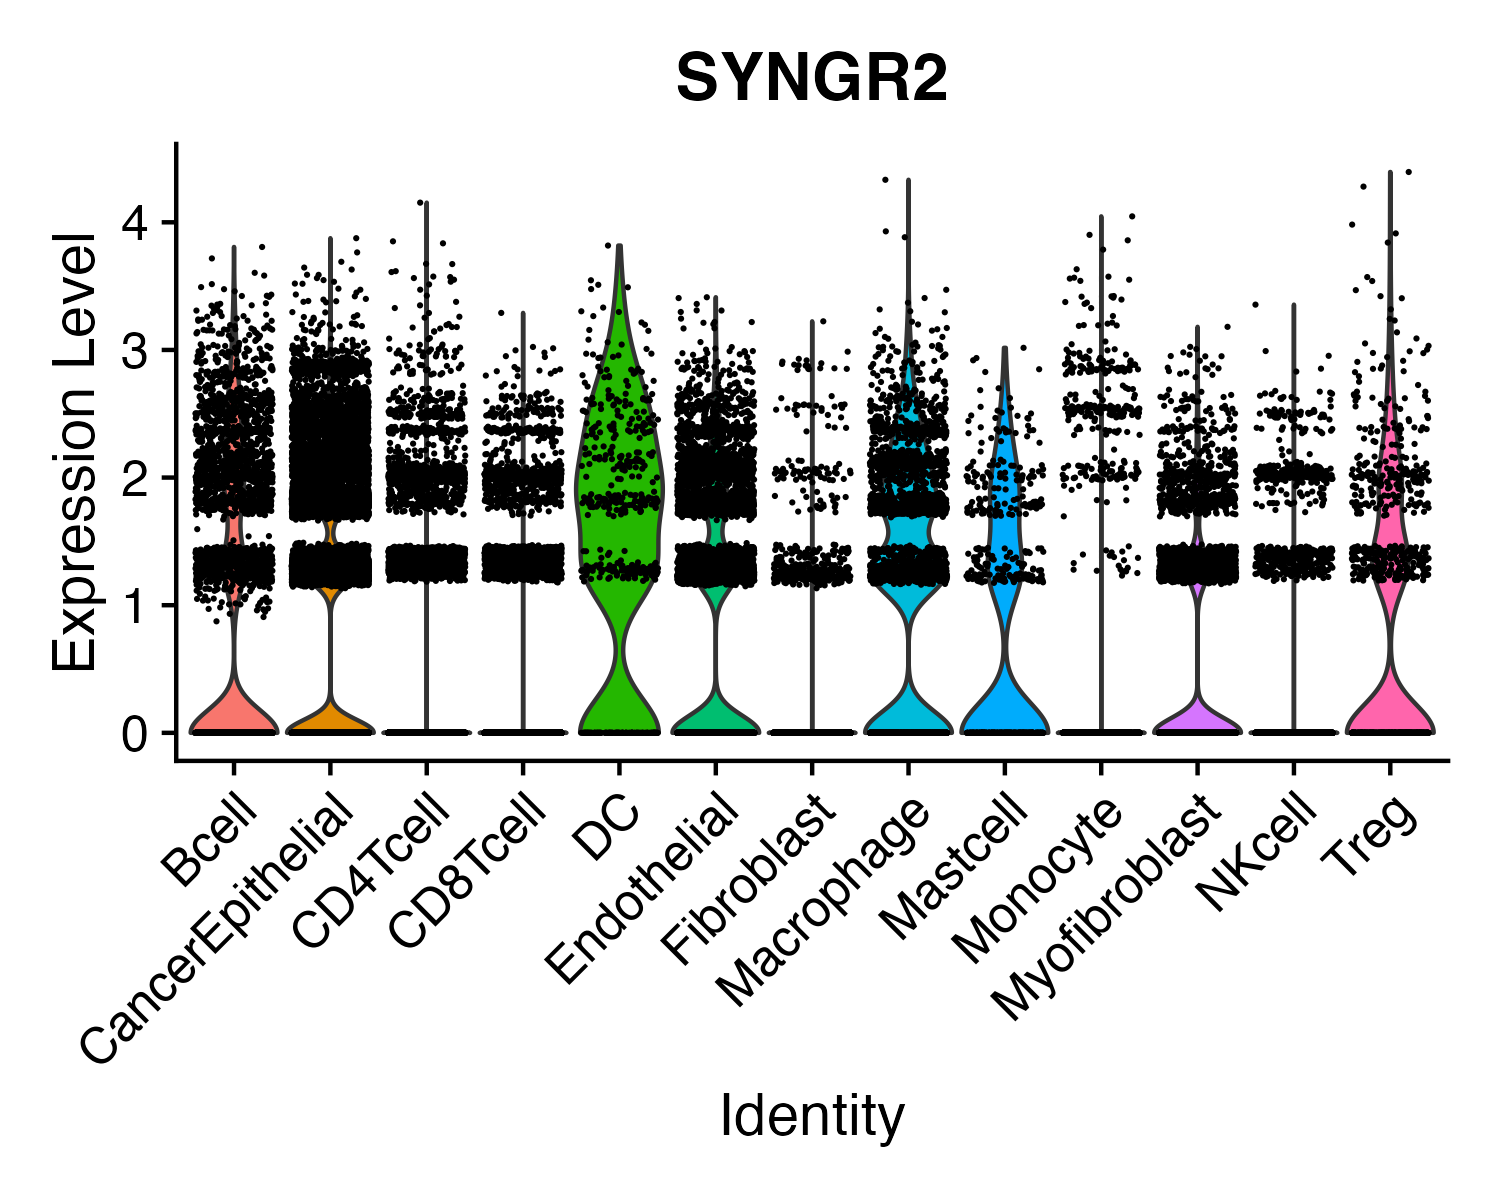 SYNGR2
Expression Level
4
3
2
1
0
Bcell
CancerEpithelial
CD4Tcell
CD8Tcell
DC
Endothelial
Fibroblast
Macrophage
Mastcell
Monocyte
Myofibroblast
NKcell
Treg
Identity